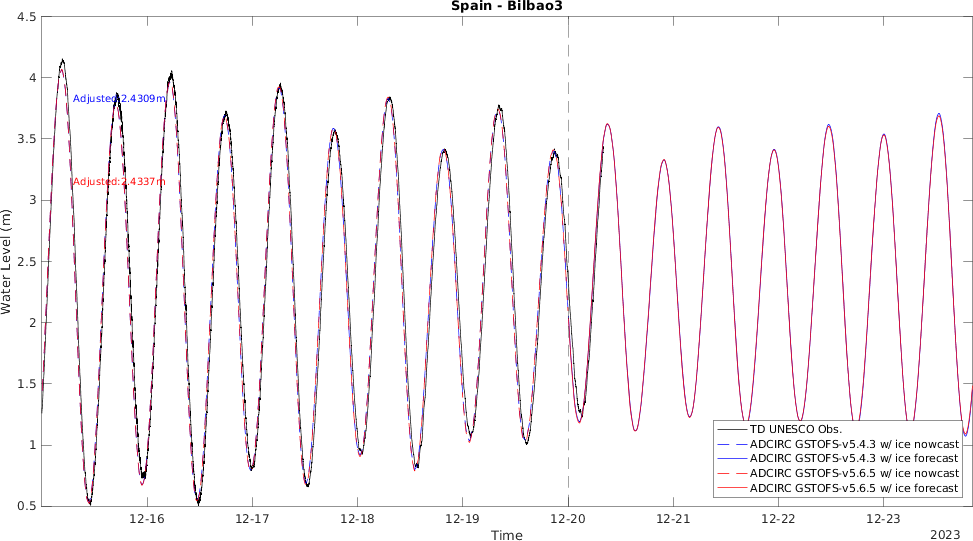 Spain - Bilbao3
4.5
4
3.5
3
2.5
2
1.5
1
0.5
Water Level (m)
Adjusted:2.4309m
Adjusted:2.4337m
TD UNESCO Obs.
ADCIRC GSTOFS-v5.4.3 w/ ice nowcast
ADCIRC GSTOFS-v5.4.3 w/ ice forecast
ADCIRC GSTOFS-v5.6.5 w/ ice nowcast
ADCIRC GSTOFS-v5.6.5 w/ ice forecast
12-16 12-17 12-18 12-19 12-20 12-21 12-22 12-23
Time
2023